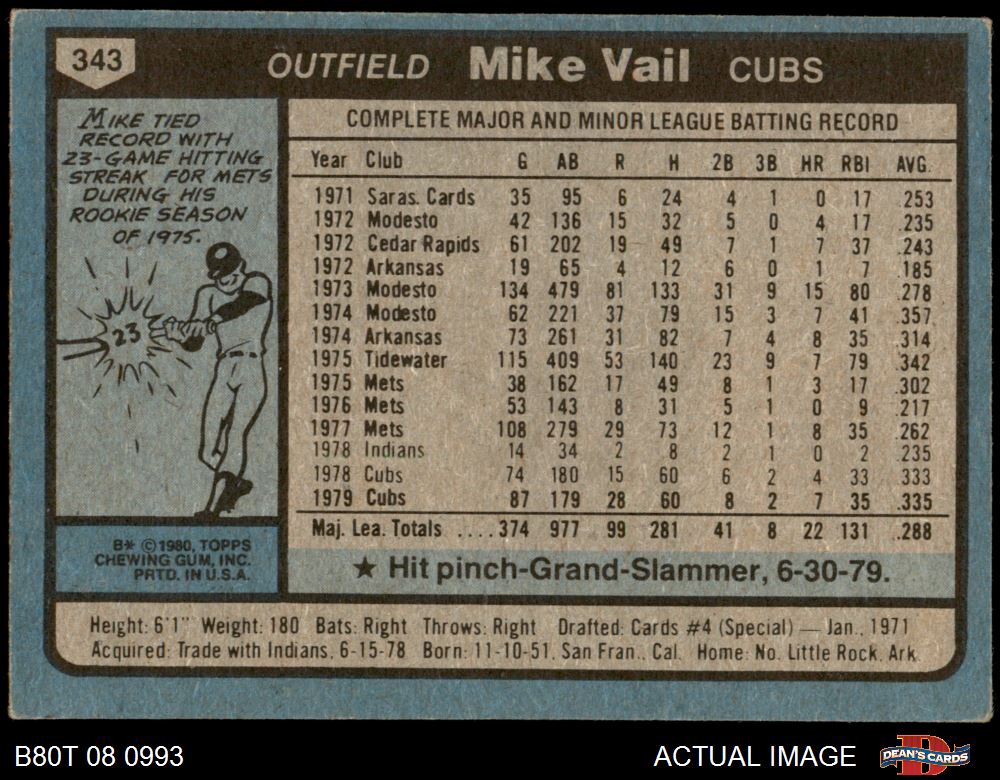 343 OUTFIELD Mike Vail CUBS
MIKE TIED
RECORD WITH
23-GAME HITTING
STREAK FOR METS
DURING HIS
ROOKIE SEASON
OF 1975.
23
B* © 1980, TOPPS
CHEWING GUM, INC.
PRTD. IN U.S.A.
COMPLETE MAJOR AND MINOR LEAGUE BATTING RECORD
Year Club G AB R H 2B 3B HR RBI AVG.
1971 Saras. Cards 35 95 6 24 4 1 0 17 .253
1972 Modesto 42 136 15 32 5 0 4 17 .235
1972 Cedar Rapids 61 202 19 49 7 1 7 37 .243
1972 Arkansas 19 65 4 12 6 0 1 7 .185
1973 Modesto 134 479 81 133 31 9 15 80 .278
1974 Modesto 62 221 37 79 15 3 7 41 .357
1974 Arkansas 73 261 31 82 7 4 8 35 .314
1975 Tidewater 115 409 53 140 23 9 7 79 .342
1975 Mets 38 162 17 49 8 1 3 17 .302
1976 Mets 53 143 8 31 5 1 0 9 .217
1977 Mets 108 279 29 73 12 1 8 35 .262
1978 Indians 14 34 2 8 2 1 0 2 .235
1978 Cubs 74 180 15 60 6 2 4 33 .333
1979 Cubs 87 179 28 60 8 2 7 35 .335
Maj. Lea. Totals ....374 977 99 281 41 8 22 131 .288
★ Hit pinch-Grand-Slammer, 6-30-79.
Height: 6'1" Weight: 180 Bats: Right Throws: Right Drafted: Cards #4 (Special) — Jan., 1971
Acquired: Trade with Indians, 6-15-78 Born: 11-10-51, San Fran., Cal. Home: No. Little Rock, Ark.
B80T 08 0993 ACTUAL IMAGE DEAN'S CARDS